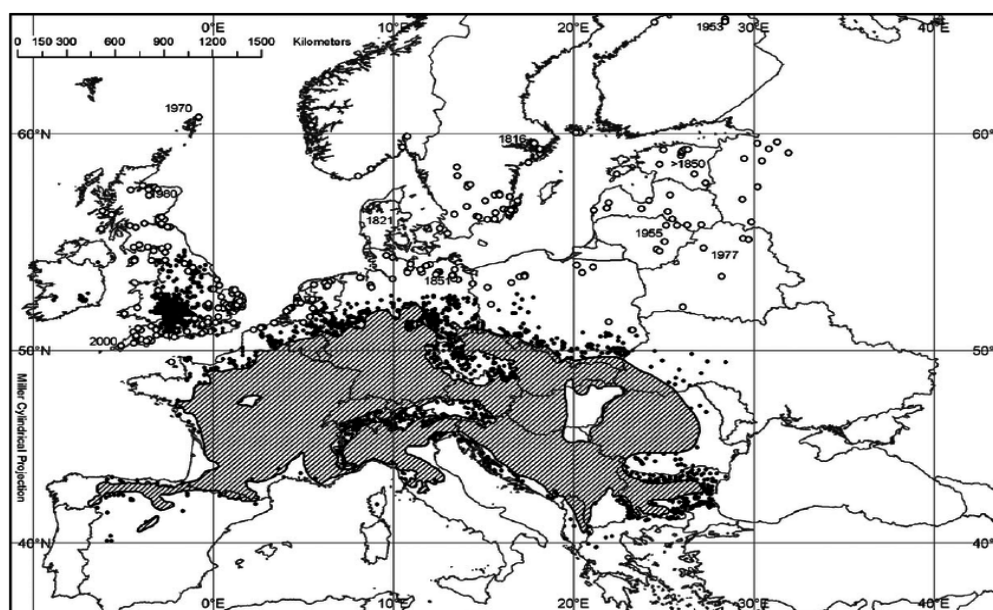 0°E 10°E 20°E 30°E 40°E
0 150 300 600 900 1200 1500 Kilometers
1953
1970
60°N 60°
1816
>1850
1980
1821
1955
1977
1851
2000
50°N 50°
Miller Cylindrical Projection
40°N 40°
0°E 10°E 20°E 30°E 40°E